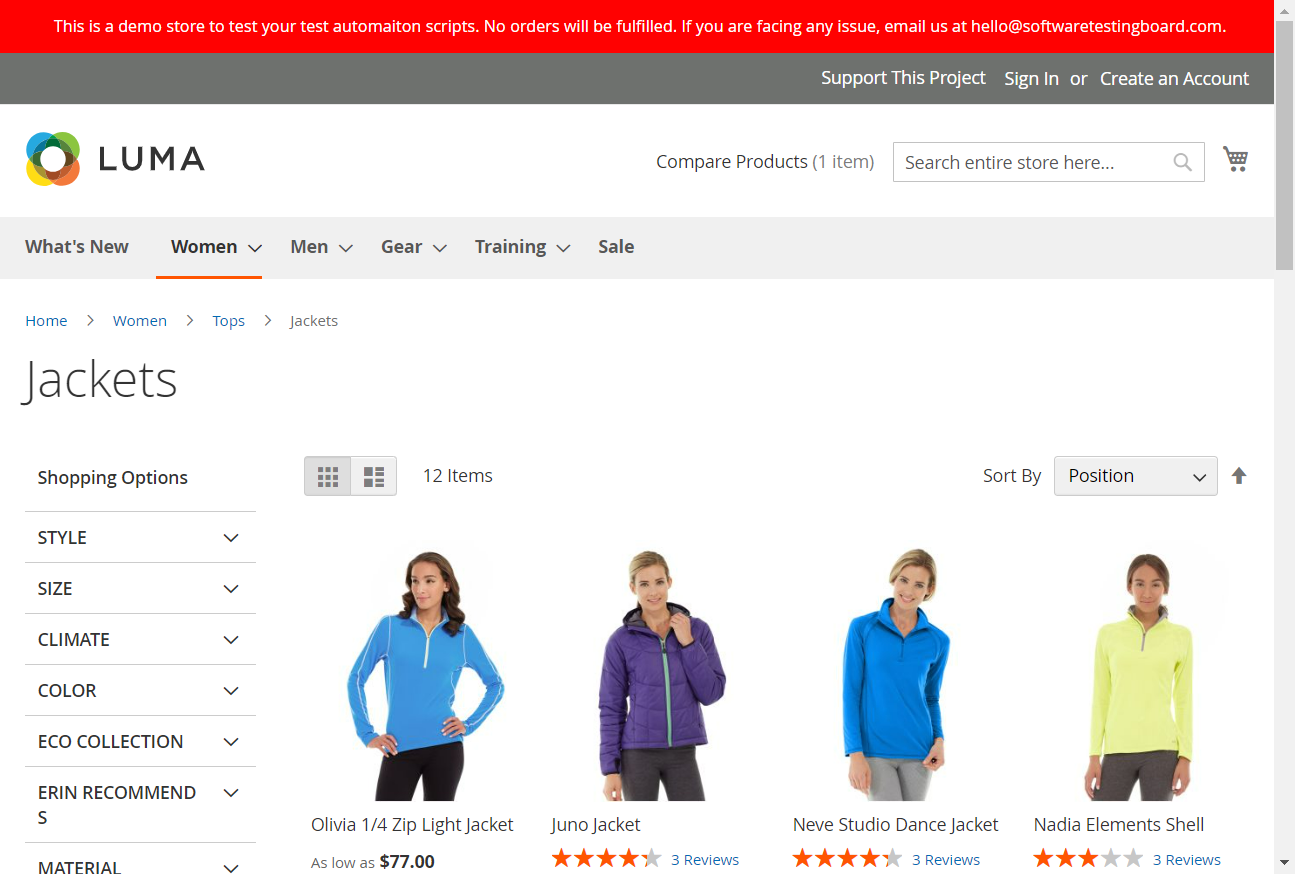 This is a demo store to test your test automaiton scripts. No orders will be fulfilled. If you are facing any issue, email us at hello@softwaretestingboard.com.
Support This Project Sign In or Create an Account
LUMA
Compare Products (1 item)
Search entire store here...
What's New Women Men Gear Training Sale
Home Women Tops Jackets
Jackets
Shopping Options
12 Items
Sort By Position
STYLE
SIZE
CLIMATE
COLOR
ECO COLLECTION
ERIN RECOMMEND
S
MATERIAL
Olivia 1/4 Zip Light Jacket
As low as $77.00
Juno Jacket
3 Reviews
Neve Studio Dance Jacket
3 Reviews
Nadia Elements Shell
3 Reviews